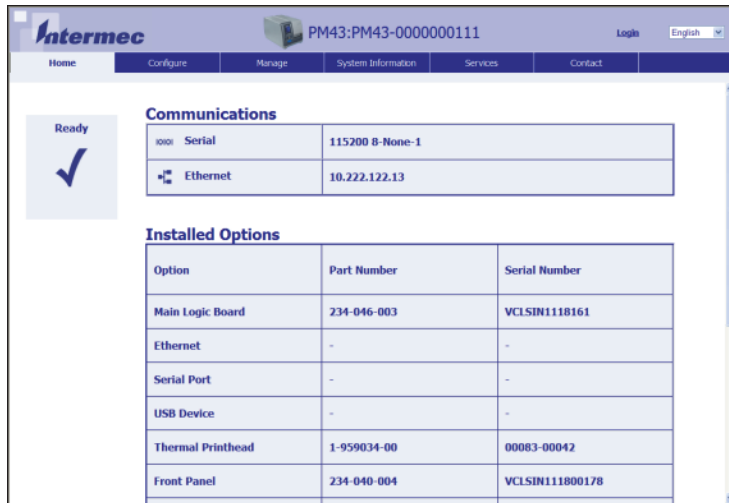 Intermec PM43:PM43-0000000111 Login English
Home Configure Manage System Information Services Contact
Ready
Communications
Serial 115200 8-None-1
Ethernet 10.222.122.13
Installed Options
Option Part Number Serial Number
Main Logic Board 234-046-003 VCLSIN1118161
Ethernet - -
Serial Port - -
USB Device - -
Thermal Printhead 1-959034-00 00083-00042
Front Panel 234-040-004 VCLSIN111800178